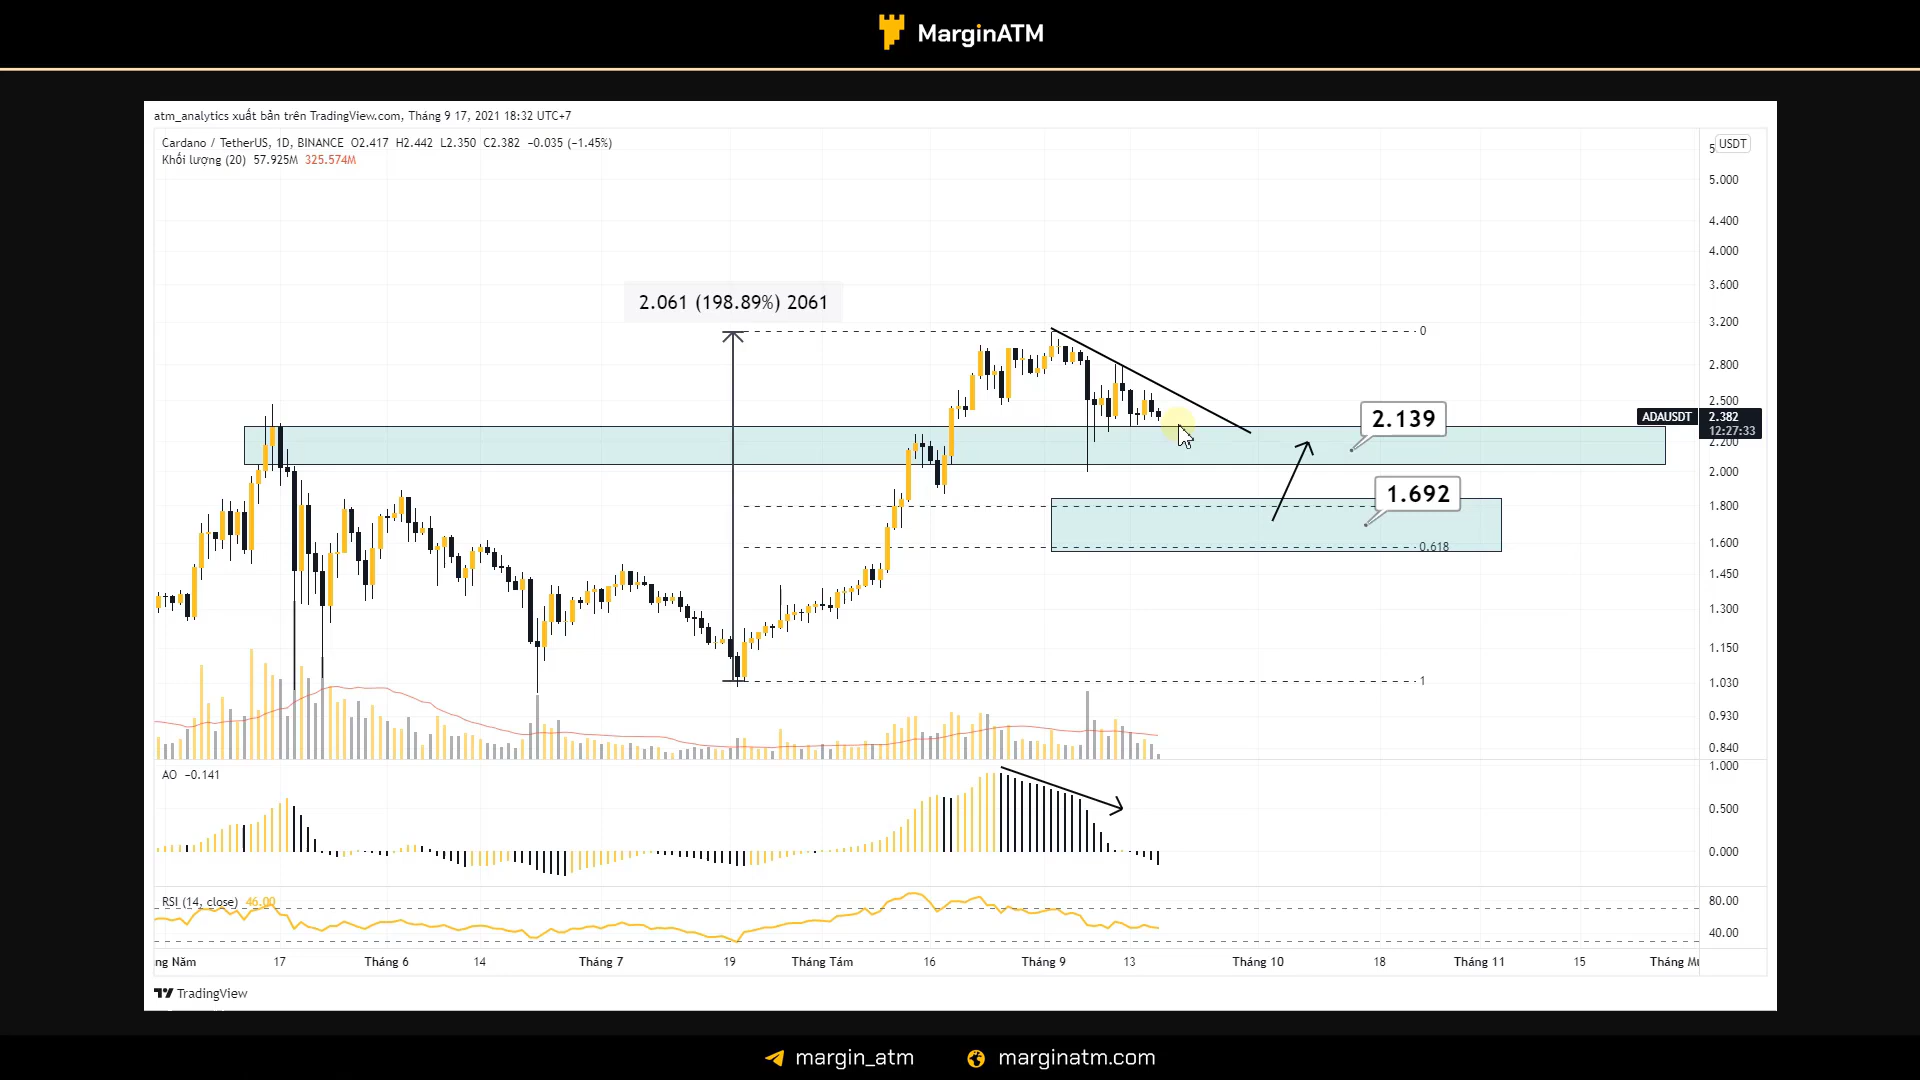 MarginATM
atm_analytics xuất bản trên TradingView.com, Tháng 9 17, 2021 18:32 UTC+7
Cardano / TetherUS, 1D, BINANCE O2.417 H2.442 L2.350 C2.382 −0.035 (−1.45%)
Khối lượng (20) 57.925M 325.574M
USDT
5.000
4.400
4.000
3.600
3.200
2.800
2.500
ADAUSDT 2.382
12:27:33
2.200
2.000
1.800
1.600
1.450
1.300
1.150
1.030
0.930
0.840
2.061 (198.89%) 2061
0
2.139
1.692
0.618
1
AO −0.141
1.000
0.500
0.000
RSI (14, close) 46.00
80.00
40.00
ng Năm 17 Tháng 6 14 Tháng 7 19 Tháng Tám 16 Tháng 9 13 Tháng 10 18 Tháng 11 15 Tháng
TradingView
margin_atm marginatm.com